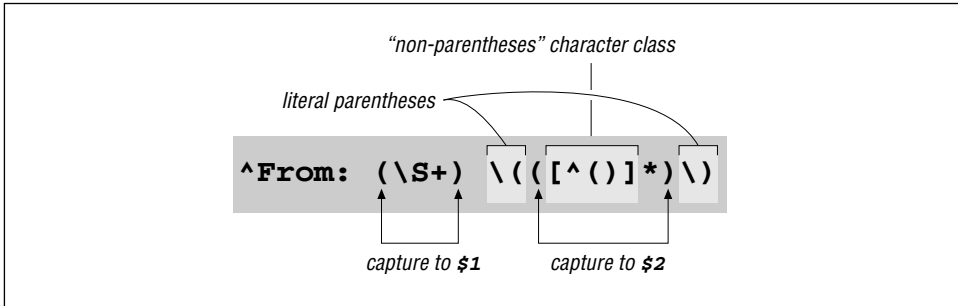 “non-parentheses” character class
literal parentheses
^From: (\S+) \(([^()]*)\)
capture to $1 capture to $2